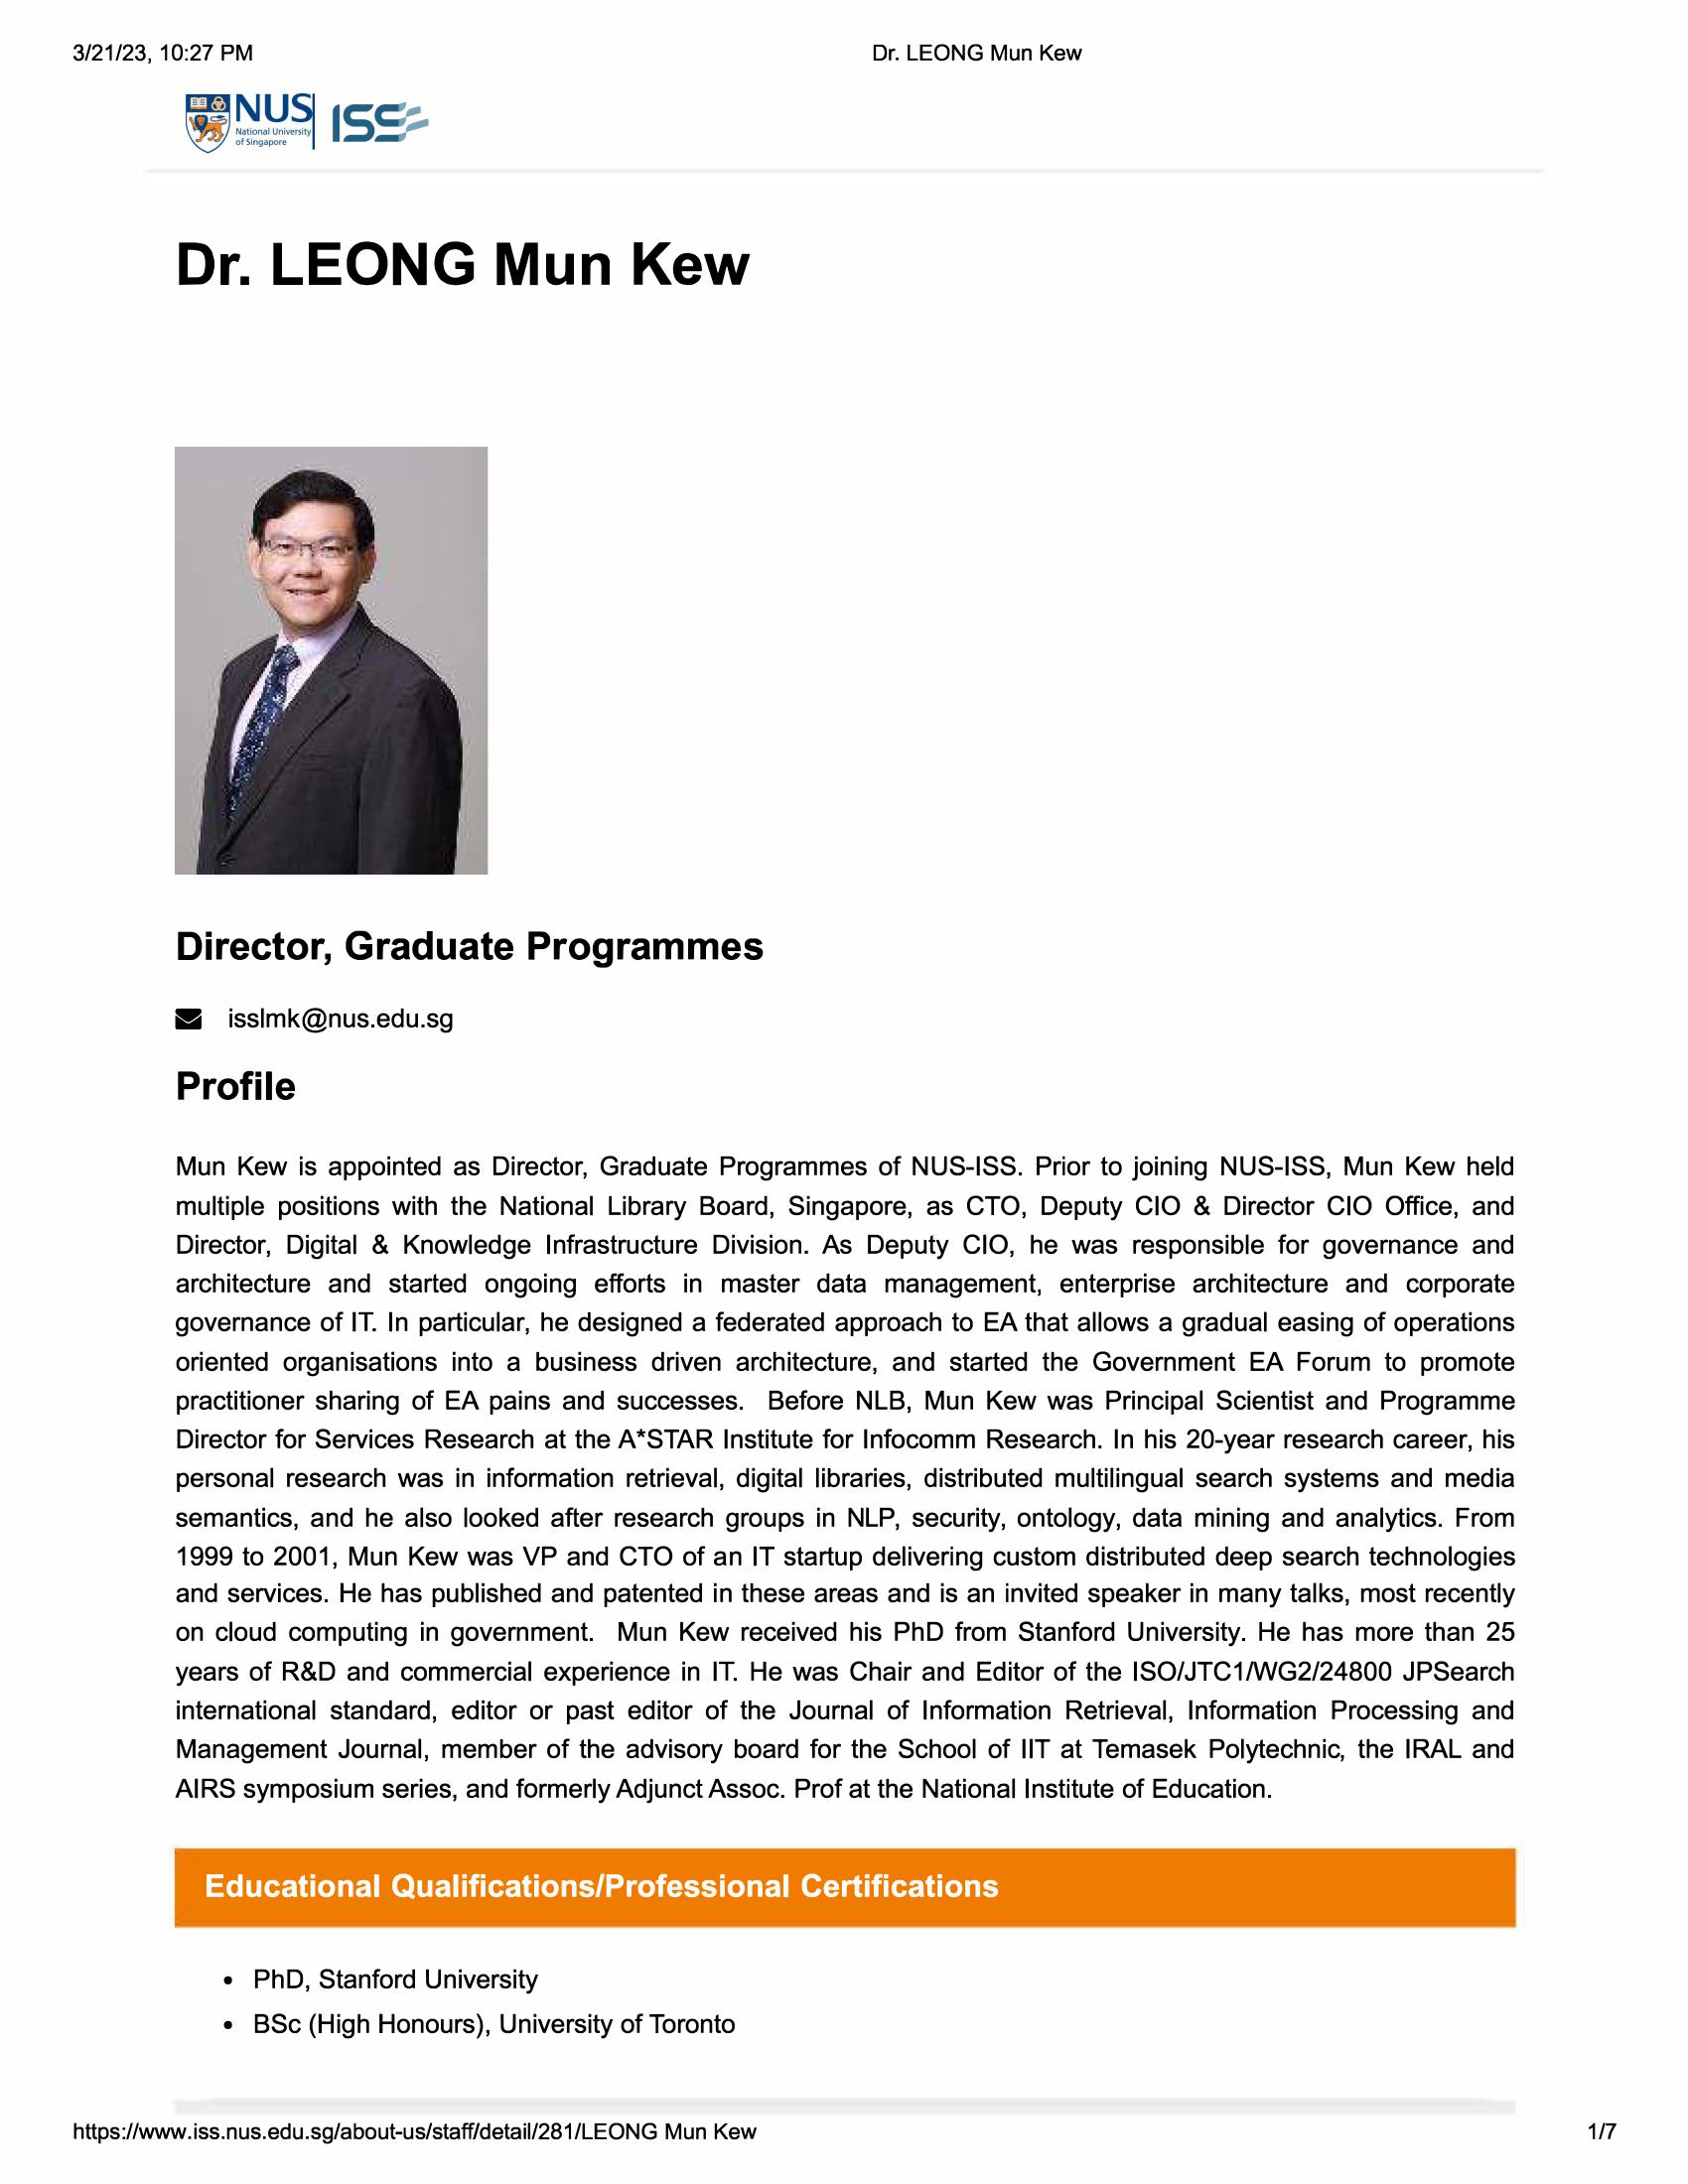 3/21/23, 10:27 PM
Dr. LEONG Mun Kew
NUS
National University
of Singapore
ISS
Dr. LEONG Mun Kew
Director, Graduate Programmes
isslmk@nus.edu.sg
Profile
Mun Kew is appointed as Director, Graduate Programmes of NUS-ISS. Prior to joining NUS-ISS, Mun Kew held
multiple positions with the National Library Board, Singapore, as CTO, Deputy CIO & Director CIO Office, and
Director, Digital & Knowledge Infrastructure Division. As Deputy CIO, he was responsible for governance and
architecture and started ongoing efforts in master data management, enterprise architecture and corporate
governance of IT. In particular, he designed a federated approach to EA that allows a gradual easing of operations
oriented organisations into a business driven architecture, and started the Government EA Forum to promote
practitioner sharing of EA pains and successes.  Before NLB, Mun Kew was Principal Scientist and Programme
Director for Services Research at the A*STAR Institute for Infocomm Research. In his 20-year research career, his
personal research was in information retrieval, digital libraries, distributed multilingual search systems and media
semantics, and he also looked after research groups in NLP, security, ontology, data mining and analytics. From
1999 to 2001, Mun Kew was VP and CTO of an IT startup delivering custom distributed deep search technologies
and services. He has published and patented in these areas and is an invited speaker in many talks, most recently
on cloud computing in government.  Mun Kew received his PhD from Stanford University. He has more than 25
years of R&D and commercial experience in IT. He was Chair and Editor of the ISO/JTC1/WG2/24800 JPSearch
international standard, editor or past editor of the Journal of Information Retrieval, Information Processing and
Management Journal, member of the advisory board for the School of IIT at Temasek Polytechnic, the IRAL and
AIRS symposium series, and formerly Adjunct Assoc. Prof at the National Institute of Education.
Educational Qualifications/Professional Certifications
• PhD, Stanford University
• BSc (High Honours), University of Toronto
https://www.iss.nus.edu.sg/about-us/staff/detail/281/LEONG Mun Kew
1/7